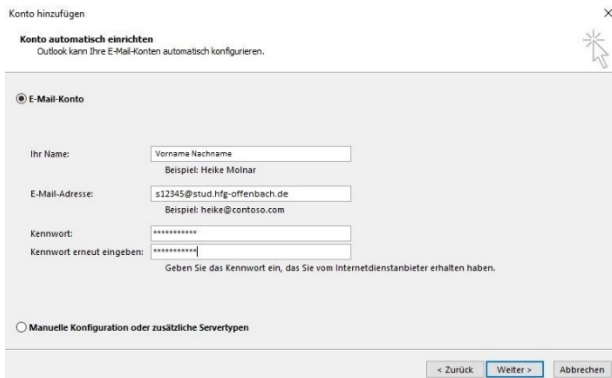 Konto hinzufügen
Konto automatisch einrichten
Outlook kann Ihre E-Mail-Konten automatisch konfigurieren.
E-Mail-Konto
Ihr Name:
Vorname Nachname
Beispiel: Heike Molnar
E-Mail-Adresse:
s12345@stud.hfg-offenbach.de
Beispiel: heike@contoso.com
Kennwort:
***********
Kennwort erneut eingeben:
***********
Geben Sie das Kennwort ein, das Sie vom Internetdienstanbieter erhalten haben.
Manuelle Konfiguration oder zusätzliche Servertypen
< Zurück
Weiter >
Abbrechen